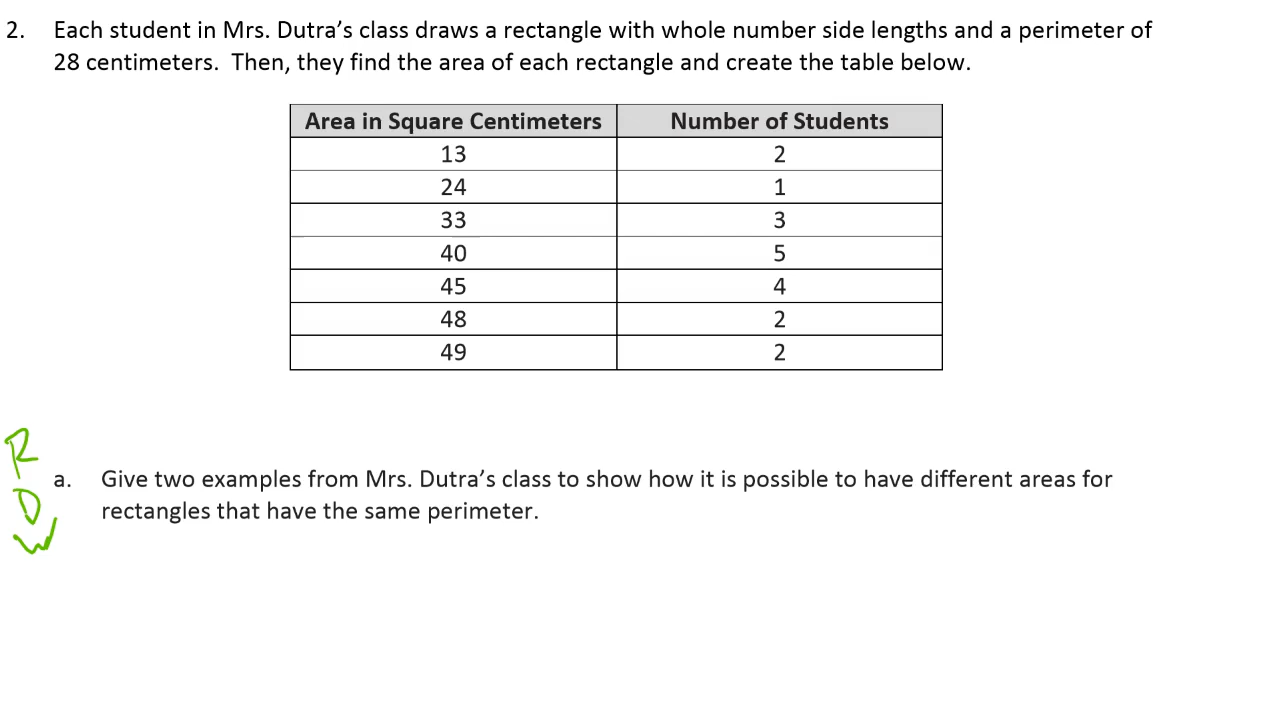 2. Each student in Mrs. Dutra’s class draws a rectangle with whole number side lengths and a perimeter of
28 centimeters. Then, they find the area of each rectangle and create the table below.
Area in Square Centimeters Number of Students
13 2
24 1
33 3
40 5
45 4
48 2
49 2
R
a. Give two examples from Mrs. Dutra’s class to show how it is possible to have different areas for
D
rectangles that have the same perimeter.
W